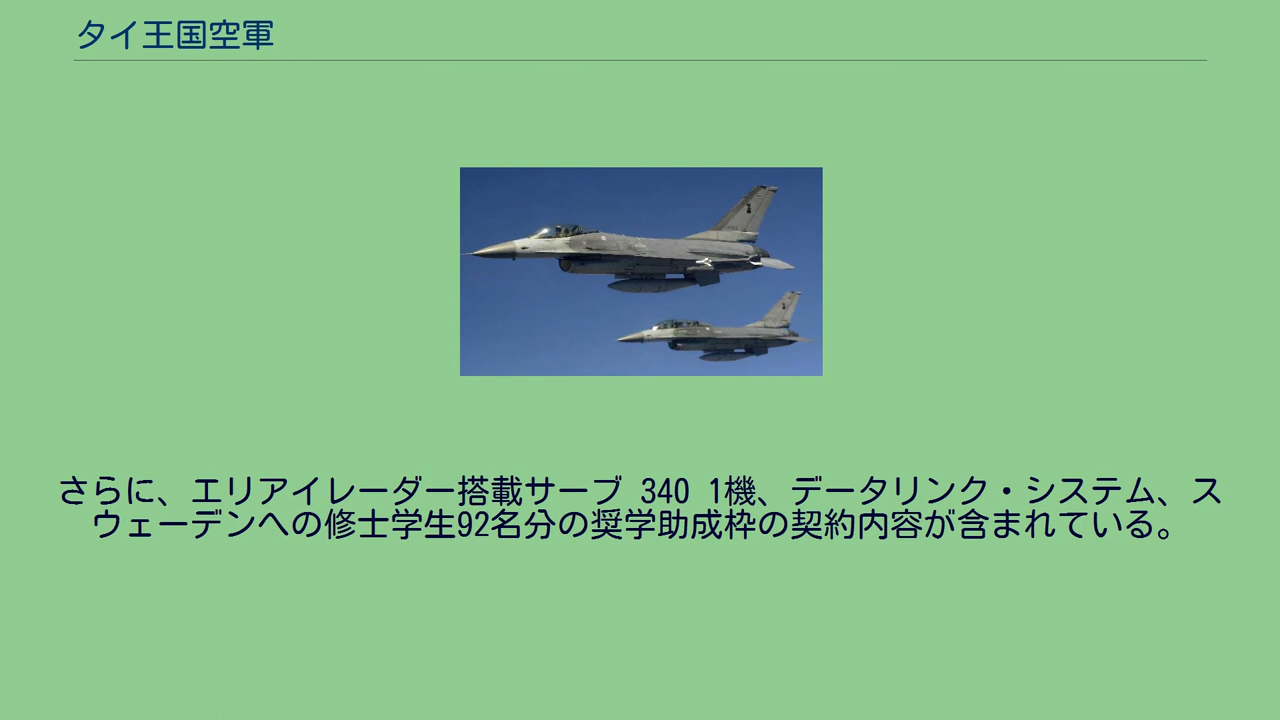 タイ王国空軍
さらに、エリアイレーダー搭載サーブ 340 1機、データリンク・システム、ス
ウェーデンへの修士学生92名分の奨学助成枠の契約内容が含まれている。